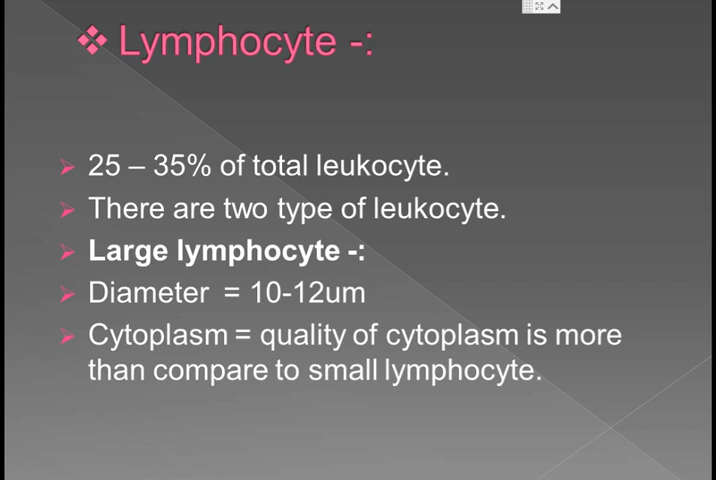 Lymphocyte -:
25 – 35% of total leukocyte.
There are two type of leukocyte.
Large lymphocyte -:
Diameter = 10-12um
Cytoplasm = quality of cytoplasm is more
than compare to small lymphocyte.